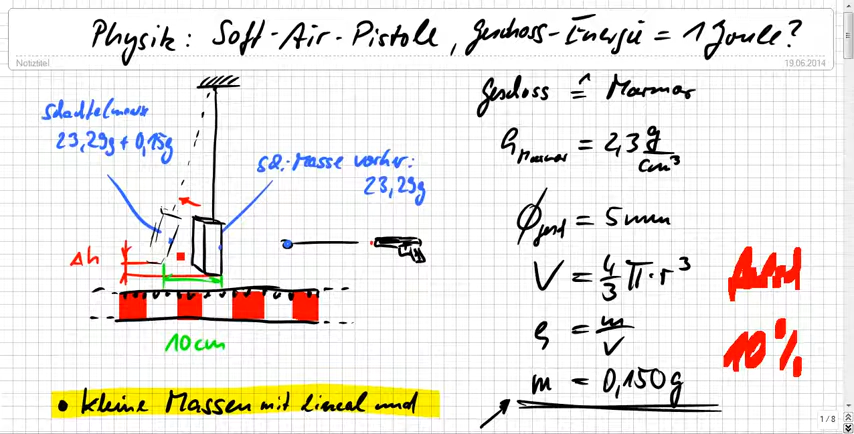 Physik: Soft-Air-Pistole, Geschoss-Energie = 1 Joule?
Notiztitel
19.06.2014
Schachtelmasse
23,29g + 0,15g
Sa.: Masse vorher:
23,29g
Δh
10cm
• kleine Massen mit Lineal und
Geschoss ≙ Marmor
ρMarmor = 2,3 g/cm³
= 5mm
V = 4/3 π·r³
ρ = m/V
m = 0,150g
10%
1 / 8